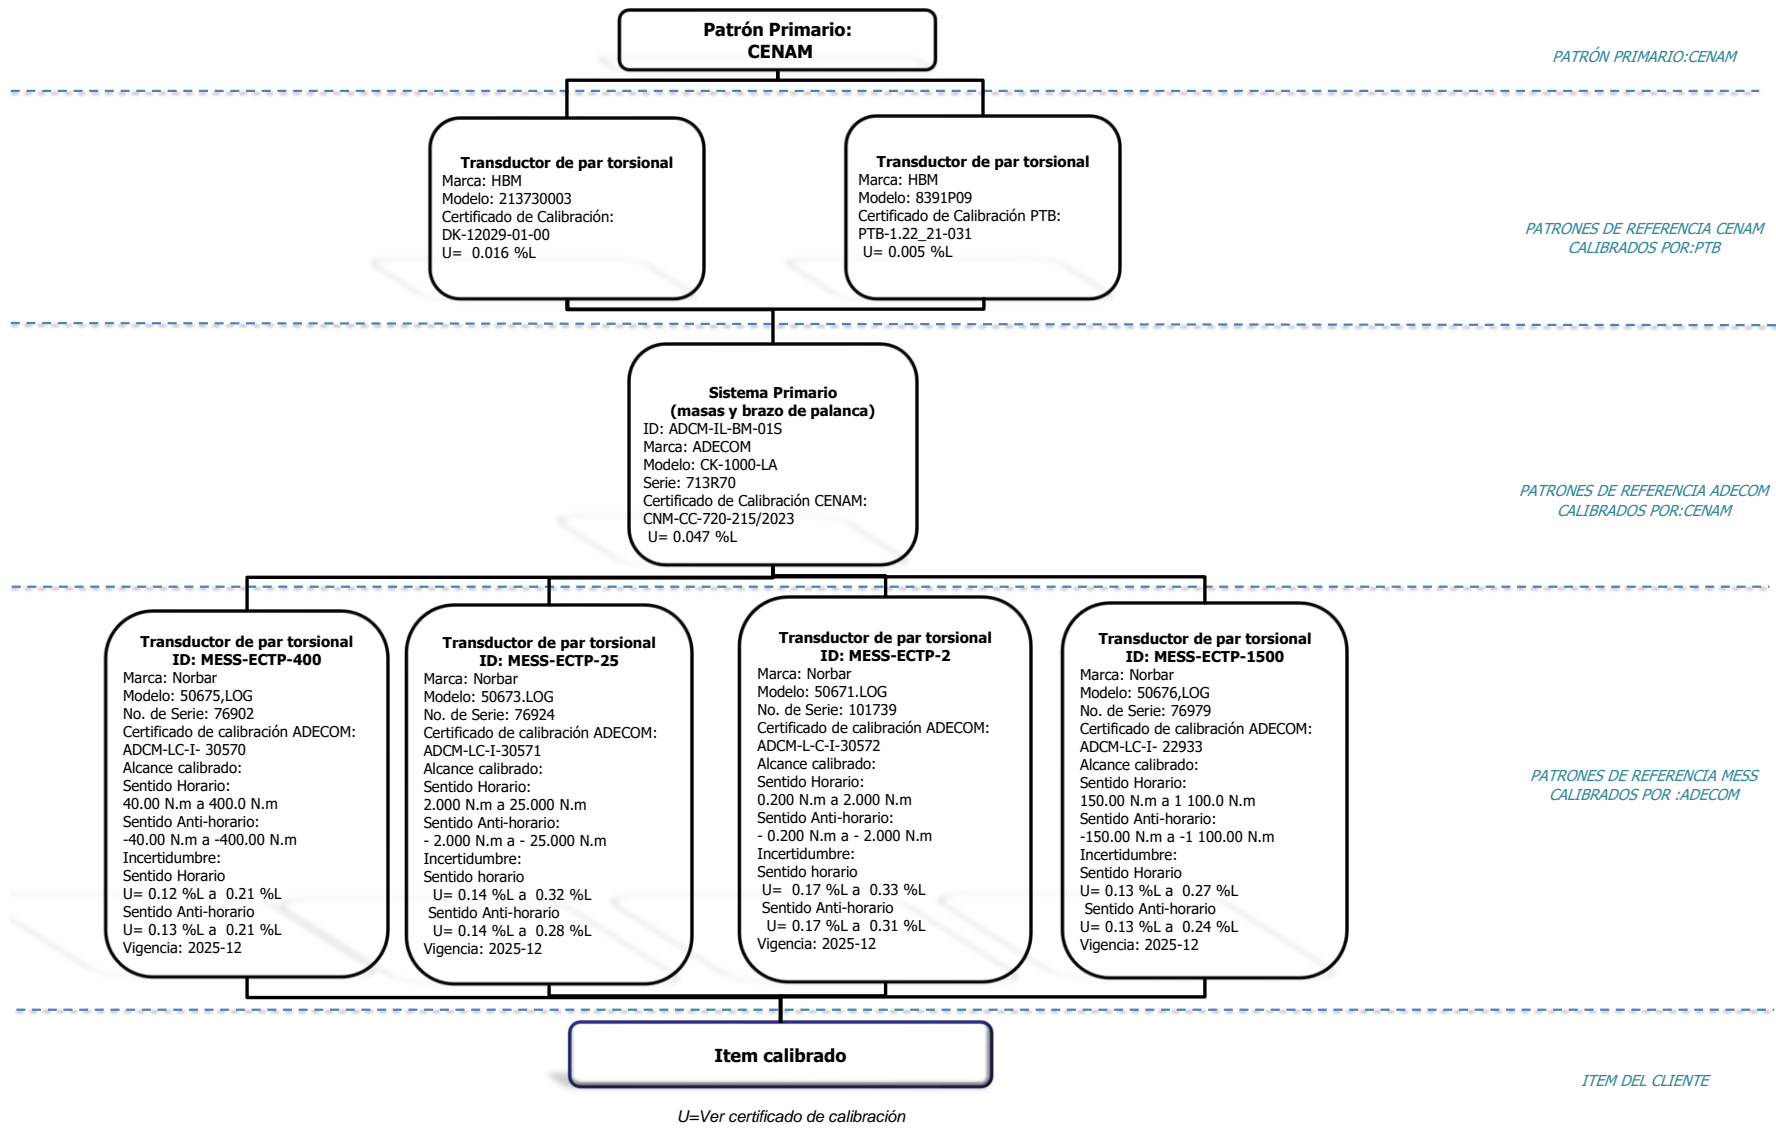 Patrón Primario:
CENAM
PATRÓN PRIMARIO:CENAM
Transductor de par torsional
Marca: HBM
Modelo: 213730003
Certificado de Calibración:
DK-12029-01-00
U=  0.016 %L
Transductor de par torsional
Marca: HBM
Modelo: 8391P09
Certificado de Calibración PTB:
PTB-1.22_21-031
U= 0.005 %L
PATRONES DE REFERENCIA CENAM
CALIBRADOS POR:PTB
Sistema Primario
(masas y brazo de palanca)
ID: ADCM-IL-BM-01S
Marca: ADECOM
Modelo: CK-1000-LA
Serie: 713R70
Certificado de Calibración CENAM:
CNM-CC-720-215/2023
U= 0.047 %L
PATRONES DE REFERENCIA ADECOM
CALIBRADOS POR:CENAM
Transductor de par torsional
ID: MESS-ECTP-400
Marca: Norbar
Modelo: 50675,LOG
No. de Serie: 76902
Certificado de calibración ADECOM:
ADCM-LC-I- 30570
Alcance calibrado:
Sentido Horario:
40.00 N.m a 400.0 N.m
Sentido Anti-horario:
-40.00 N.m a -400.00 N.m
Incertidumbre:
Sentido Horario
U= 0.12 %L a  0.21 %L
Sentido Anti-horario
U= 0.13 %L a  0.21 %L
Vigencia: 2025-12
Transductor de par torsional
ID: MESS-ECTP-25
Marca: Norbar
Modelo: 50673.LOG
No. de Serie: 76924
Certificado de calibración ADECOM:
ADCM-LC-I-30571
Alcance calibrado:
Sentido Horario:
2.000 N.m a 25.000 N.m
Sentido Anti-horario:
- 2.000 N.m a - 25.000 N.m
Incertidumbre:
Sentido horario
U= 0.14 %L a  0.32 %L
Sentido Anti-horario
U= 0.14 %L a  0.28 %L
Vigencia: 2025-12
Transductor de par torsional
ID: MESS-ECTP-2
Marca: Norbar
Modelo: 50671.LOG
No. de Serie: 101739
Certificado de calibración ADECOM:
ADCM-L-C-I-30572
Alcance calibrado:
Sentido Horario:
0.200 N.m a 2.000 N.m
Sentido Anti-horario:
- 0.200 N.m a - 2.000 N.m
Incertidumbre:
Sentido horario
U=  0.17 %L a  0.33 %L
Sentido Anti-horario
U= 0.17 %L a  0.31 %L
Vigencia: 2025-12
Transductor de par torsional
ID: MESS-ECTP-1500
Marca: Norbar
Modelo: 50676,LOG
No. de Serie: 76979
Certificado de calibración ADECOM:
ADCM-LC-I- 22933
Alcance calibrado:
Sentido Horario:
150.00 N.m a 1 100.0 N.m
Sentido Anti-horario:
-150.00 N.m a -1 100.00 N.m
Incertidumbre:
Sentido Horario
U= 0.13 %L a  0.27 %L
Sentido Anti-horario
U= 0.13 %L a  0.24 %L
Vigencia: 2025-12
PATRONES DE REFERENCIA MESS
CALIBRADOS POR :ADECOM
Item calibrado
ITEM DEL CLIENTE
U=Ver certificado de calibración